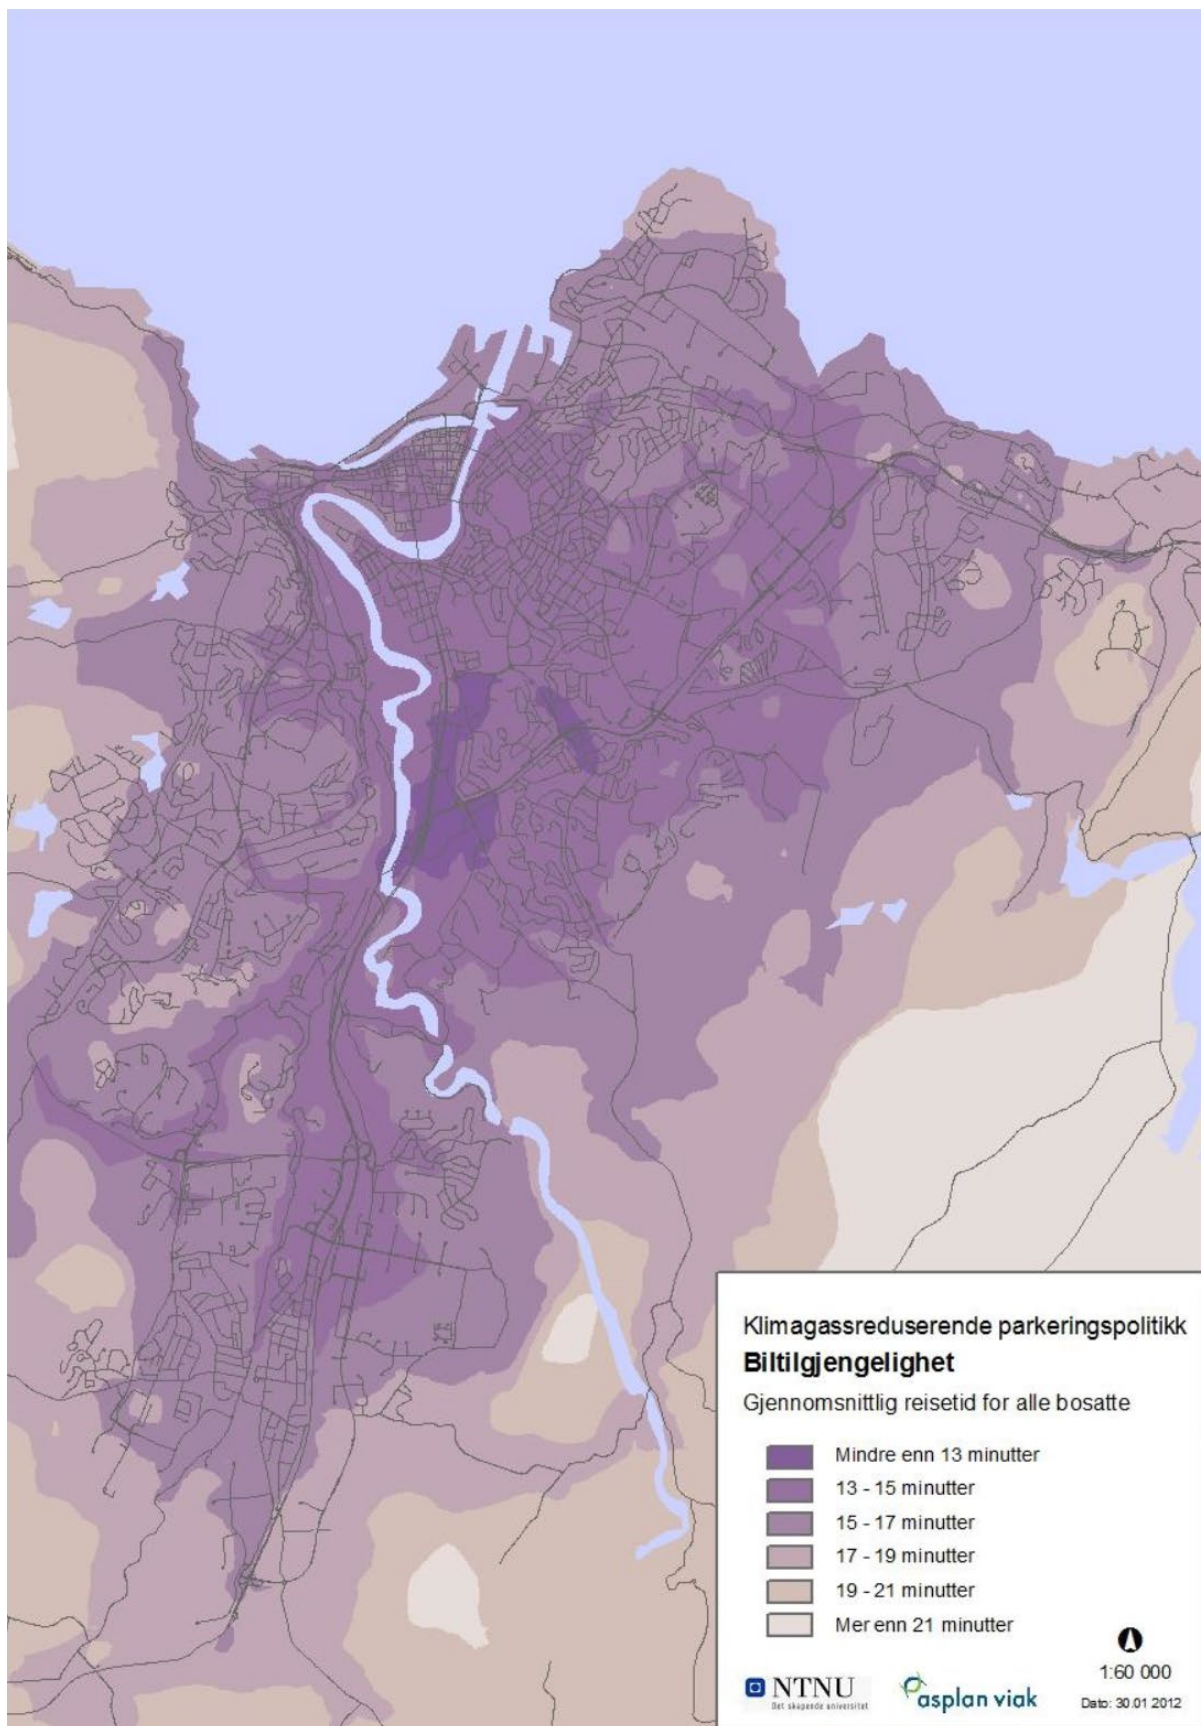 Klimagassreduserende parkeringspolitikk
Biltilgjengelighet
Gjennomsnittlig reisetid for alle bosatte
Mindre enn 13 minutter
13 - 15 minutter
15 - 17 minutter
17 - 19 minutter
19 - 21 minutter
Mer enn 21 minutter
1:60 000
NTNU
Det skapende universitet
asplan viak
Dato: 30.01 2012